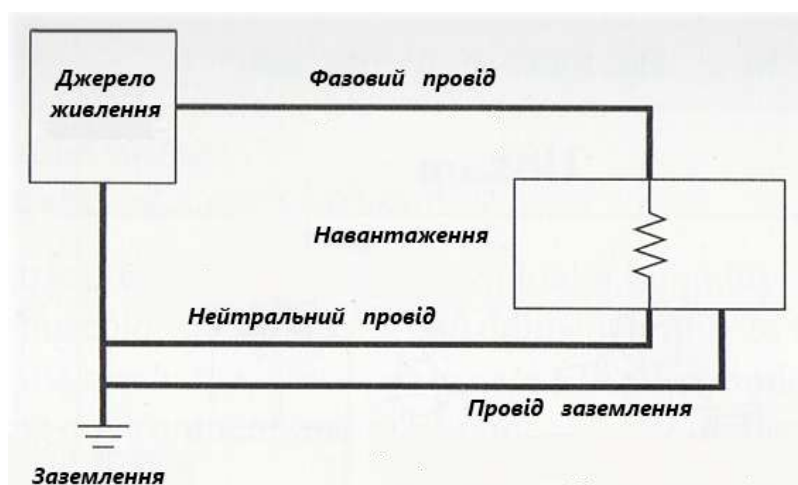 Джерело
живлення
Фазовий провід
Навантаження
Нейтральний провід
Провід заземлення
Заземлення